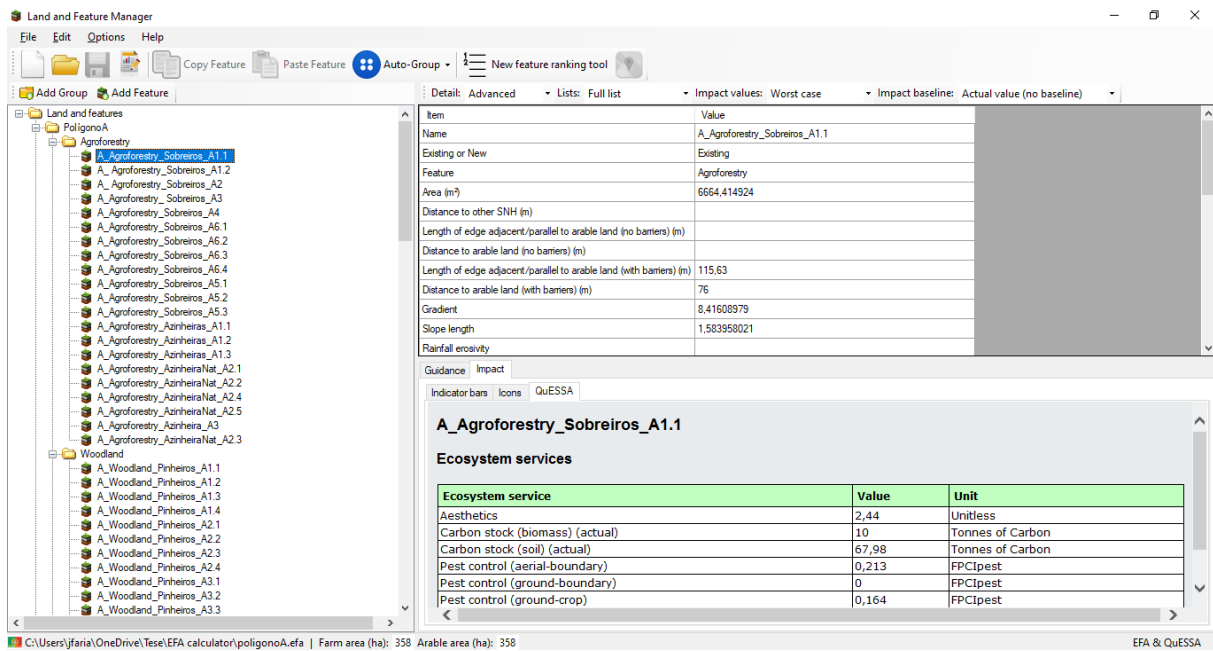 Land and Feature Manager
File Edit Options Help
Copy Feature Paste Feature Auto-Group 1 2 New feature ranking tool
Add Group Add Feature
Detail: Advanced Lists: Full list Impact values: Worst case Impact baseline: Actual value (no baseline)
Land and features
PolígonoA
Agroforestry
A_Agroforestry_Sobreiros_A1.1
A_ Agroforestry_Sobreiros_A1.2
A_ Agroforestry_Sobreiros_A2
A_Agroforestry_ Sobreiros_A3
A_Agroforestry_Sobreiros_A4
A_Agroforestry_Sobreiros_A6.1
A_Agroforestry_Sobreiros_A6.2
A_Agroforestry_Sobreiros_A6.3
A_Agroforestry_Sobreiros_A6.4
A_Agroforestry_Sobreiros_A5.1
A_Agroforestry_Sobreiros_A5.2
A_Agroforestry_Sobreiros_A5.3
A_Agroforestry_Azinheiras_A1.1
A_Agroforestry_Azinheiras_A1.2
A_Agroforestry_Azinheiras_A1.3
A_Agroforestry_AzinheiraNat_A2.1
A_Agroforestry_AzinheiraNat_A2.2
A_Agroforestry_AzinheiraNat_A2.4
A_Agroforestry_AzinheiraNat_A2.5
A_Agroforestry_Azinheira_A3
A_Agroforestry_AzinheiraNat_A2.3
Woodland
A_Woodland_Pinheiros_A1.1
A_Woodland_Pinheiros_A1.2
A_Woodland_Pinheiros_A1.3
A_Woodland_Pinheiros_A1.4
A_Woodland_Pinheiros_A2.1
A_Woodland_Pinheiros_A2.2
A_Woodland_Pinheiros_A2.3
A_Woodland_Pinheiros_A2.4
A_Woodland_Pinheiros_A3.1
A_Woodland_Pinheiros_A3.2
A_Woodland_Pinheiros_A3.3
Item Value
Name A_Agroforestry_Sobreiros_A1.1
Existing or New Existing
Feature Agroforestry
Area (m²) 6664,414924
Distance to other SNH (m)
Length of edge adjacent/parallel to arable land (no barriers) (m)
Distance to arable land (no barriers) (m)
Length of edge adjacent/parallel to arable land (with barriers) (m) 115,63
Distance to arable land (with barriers) (m) 76
Gradient 8,41608979
Slope length 1,583958021
Rainfall erosivity
Guidance Impact
Indicator bars Icons QuESSA
A_Agroforestry_Sobreiros_A1.1
Ecosystem services
Ecosystem service Value Unit
Aesthetics 2,44 Unitless
Carbon stock (biomass) (actual) 10 Tonnes of Carbon
Carbon stock (soil) (actual) 67,98 Tonnes of Carbon
Pest control (aerial-boundary) 0,213 FPCIpest
Pest control (ground-boundary) 0 FPCIpest
Pest control (ground-crop) 0,164 FPCIpest
C:\Users\jfaria\OneDrive\Tese\EFA calculator\poligonoA.efa | Farm area (ha): 358 Arable area (ha): 358 EFA & QuESSA